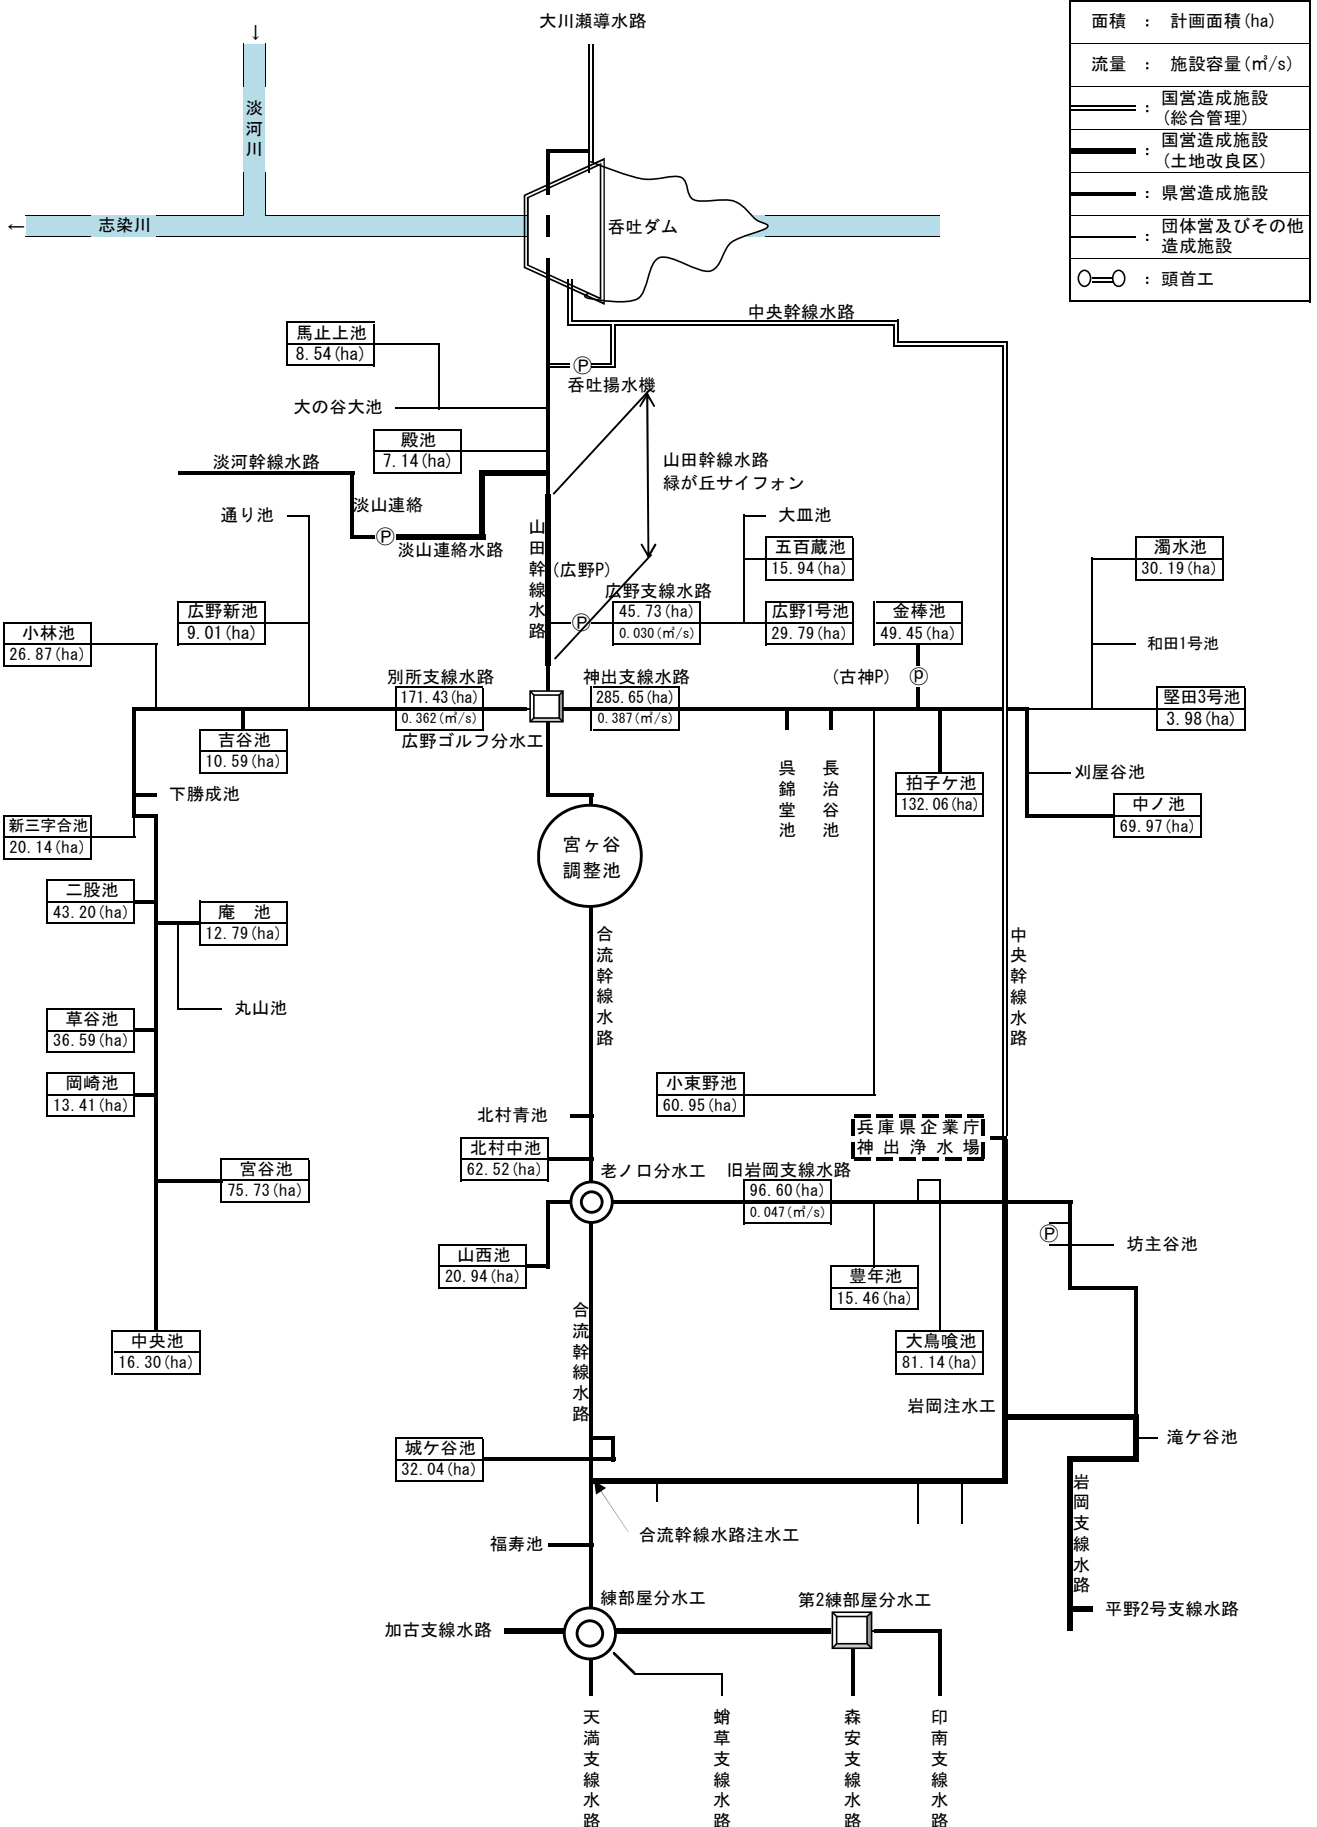 大川瀬導水路
面積 : 計画面積(ha)
流量 : 施設容量(㎥/s)
: 国営造成施設
(総合管理)
: 国営造成施設
(土地改良区)
: 県営造成施設
: 団体営及びその他
造成施設
: 頭首工
↓
淡河川
←
志染川
呑吐ダム
中央幹線水路
馬止上池
8.54(ha)
Ⓟ
呑吐揚水機
大の谷大池
殿池
7.14(ha)
淡河幹線水路
山田幹線水路
緑が丘サイフォン
淡山連絡
通り池
大皿池
Ⓟ
淡山連絡水路
山田幹線水路
五百蔵池
15.94(ha)
濁水池
30.19(ha)
(広野P)
広野支線水路
45.73(ha)
0.030(㎥/s)
Ⓟ
広野新池
9.01(ha)
広野1号池
29.79(ha)
金棒池
49.45(ha)
小林池
26.87(ha)
和田1号池
別所支線水路
171.43(ha)
0.362(㎥/s)
神出支線水路
285.65(ha)
0.387(㎥/s)
(古神P)
ⓟ
堅田3号池
3.98(ha)
広野ゴルフ分水工
吉谷池
10.59(ha)
呉錦堂池
長治谷池
拍子ケ池
132.06(ha)
刈屋谷池
下勝成池
中ノ池
69.97(ha)
新三字合池
20.14(ha)
宮ヶ谷
調整池
二股池
43.20(ha)
庵 池
12.79(ha)
合流幹線水路
中央幹線水路
丸山池
草谷池
36.59(ha)
岡崎池
13.41(ha)
小束野池
60.95(ha)
北村青池
兵庫県企業庁
神出浄水場
北村中池
62.52(ha)
宮谷池
75.73(ha)
老ノ口分水工
旧岩岡支線水路
96.60(ha)
0.047(㎥/s)
Ⓟ
坊主谷池
山西池
20.94(ha)
豊年池
15.46(ha)
合流幹線水路
中央池
16.30(ha)
大鳥喰池
81.14(ha)
岩岡注水工
滝ケ谷池
城ケ谷池
32.04(ha)
岩岡支線水路
合流幹線水路注水工
福寿池
練部屋分水工
第2練部屋分水工
平野2号支線水路
加古支線水路
天満支線水路
蛸草支線水路
森安支線水路
印南支線水路